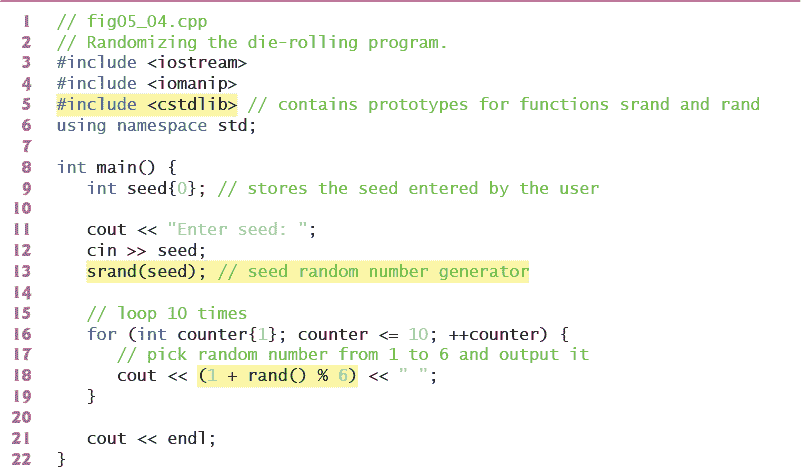 1 // fig05_04.cpp
2 // Randomizing the die-rolling program.
3 #include <iostream>
4 #include <iomanip>
5 #include <cstdlib> // contains prototypes for functions srand and rand
6 using namespace std;
7
8 int main() {
9    int seed{0}; // stores the seed entered by the user
10
11    cout << "Enter seed: ";
12    cin >> seed;
13    srand(seed); // seed random number generator
14
15    // loop 10 times
16    for (int counter{1}; counter <= 10; ++counter) {
17       // pick random number from 1 to 6 and output it
18       cout << (1 + rand() % 6) << " ";
19    }
20
21    cout << endl;
22 }